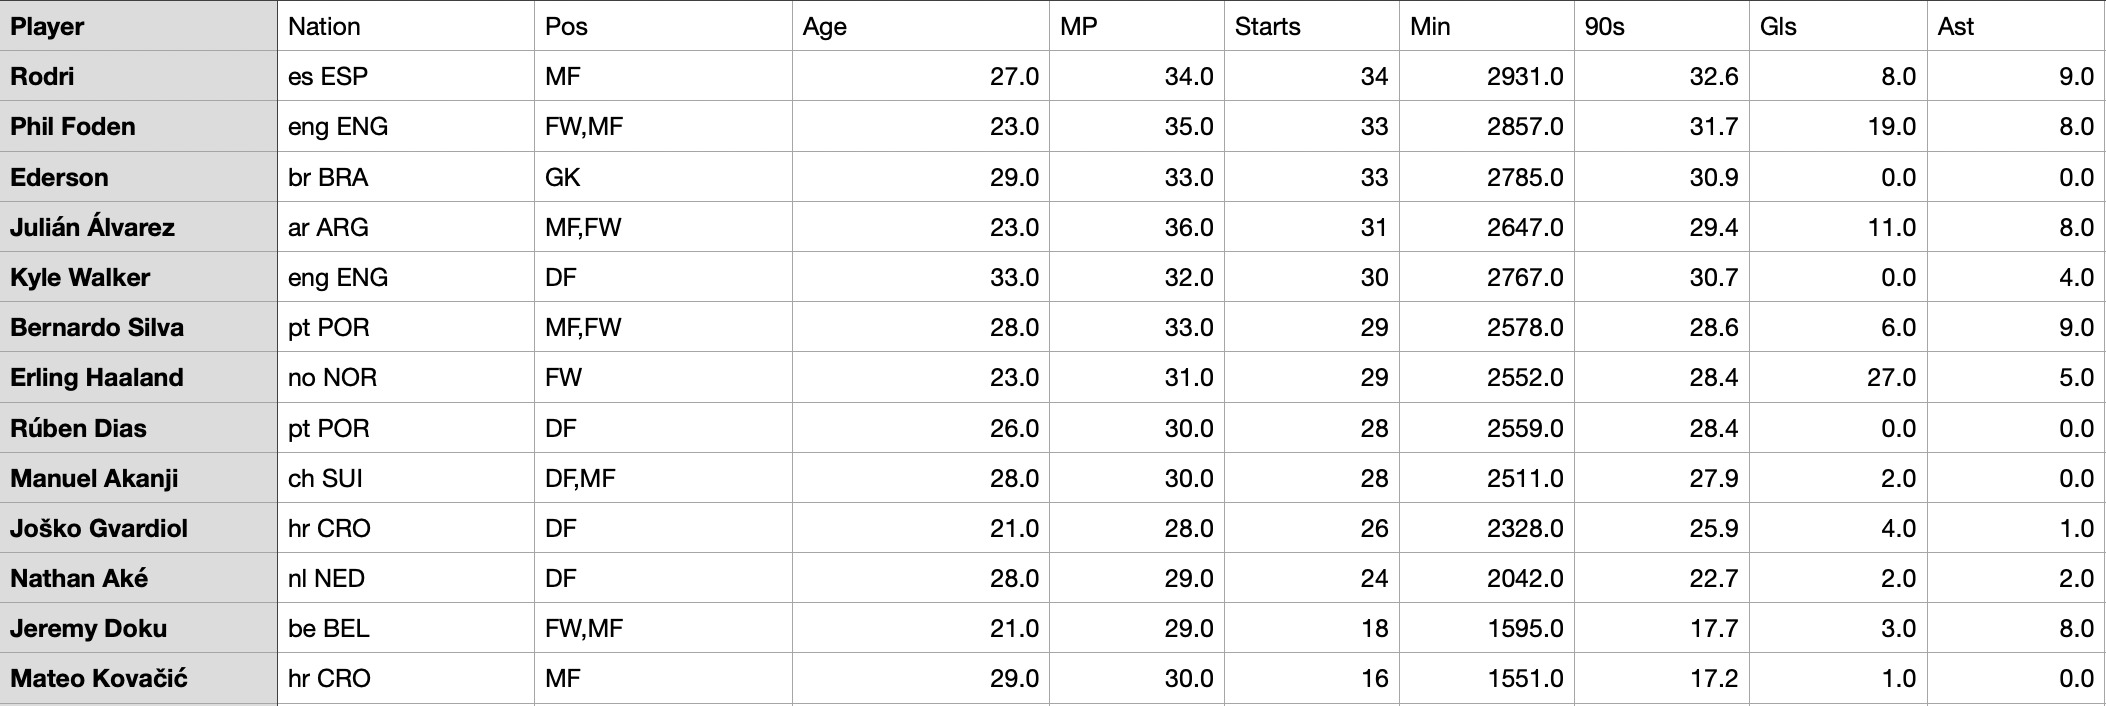 Player Nation Pos Age MP Starts Min 90s Gls Ast
Rodri es ESP MF 27.0 34.0 34 2931.0 32.6 8.0 9.0
Phil Foden eng ENG FW,MF 23.0 35.0 33 2857.0 31.7 19.0 8.0
Ederson br BRA GK 29.0 33.0 33 2785.0 30.9 0.0 0.0
Julián Álvarez ar ARG MF,FW 23.0 36.0 31 2647.0 29.4 11.0 8.0
Kyle Walker eng ENG DF 33.0 32.0 30 2767.0 30.7 0.0 4.0
Bernardo Silva pt POR MF,FW 28.0 33.0 29 2578.0 28.6 6.0 9.0
Erling Haaland no NOR FW 23.0 31.0 29 2552.0 28.4 27.0 5.0
Rúben Dias pt POR DF 26.0 30.0 28 2559.0 28.4 0.0 0.0
Manuel Akanji ch SUI DF,MF 28.0 30.0 28 2511.0 27.9 2.0 0.0
Joško Gvardiol hr CRO DF 21.0 28.0 26 2328.0 25.9 4.0 1.0
Nathan Aké nl NED DF 28.0 29.0 24 2042.0 22.7 2.0 2.0
Jeremy Doku be BEL FW,MF 21.0 29.0 18 1595.0 17.7 3.0 8.0
Mateo Kovačić hr CRO MF 29.0 30.0 16 1551.0 17.2 1.0 0.0